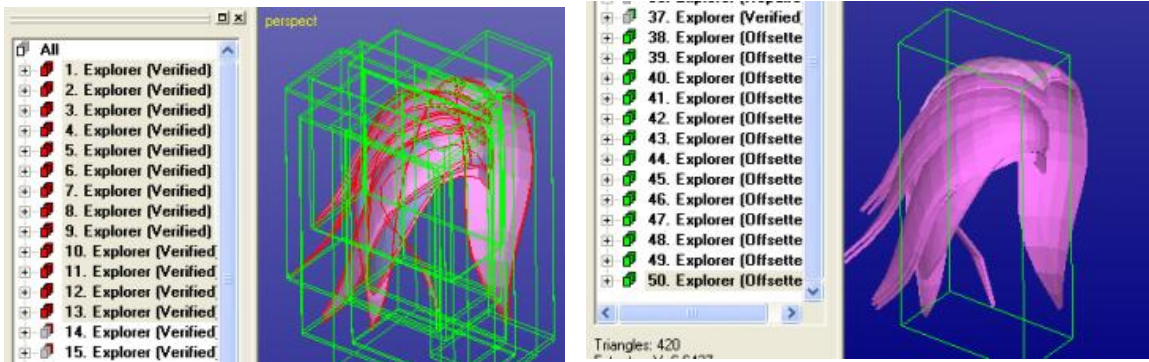 perspect
All
1. Explorer (Verified)
2. Explorer (Verified)
3. Explorer (Verified)
4. Explorer (Verified)
5. Explorer (Verified)
6. Explorer (Verified)
7. Explorer (Verified)
8. Explorer (Verified)
9. Explorer (Verified)
10. Explorer (Verified
11. Explorer (Verified
12. Explorer (Verified
13. Explorer (Verified
14. Explorer (Verified
15. Explorer (Verified
37. Explorer (Verified)
38. Explorer (Offsette
39. Explorer (Offsette
40. Explorer (Offsette
41. Explorer (Offsette
42. Explorer (Offsette
43. Explorer (Offsette
44. Explorer (Offsette
45. Explorer (Offsette
46. Explorer (Offsette
47. Explorer (Offsette
48. Explorer (Offsette
49. Explorer (Offsette
50. Explorer (Offsette
Triangles: 420